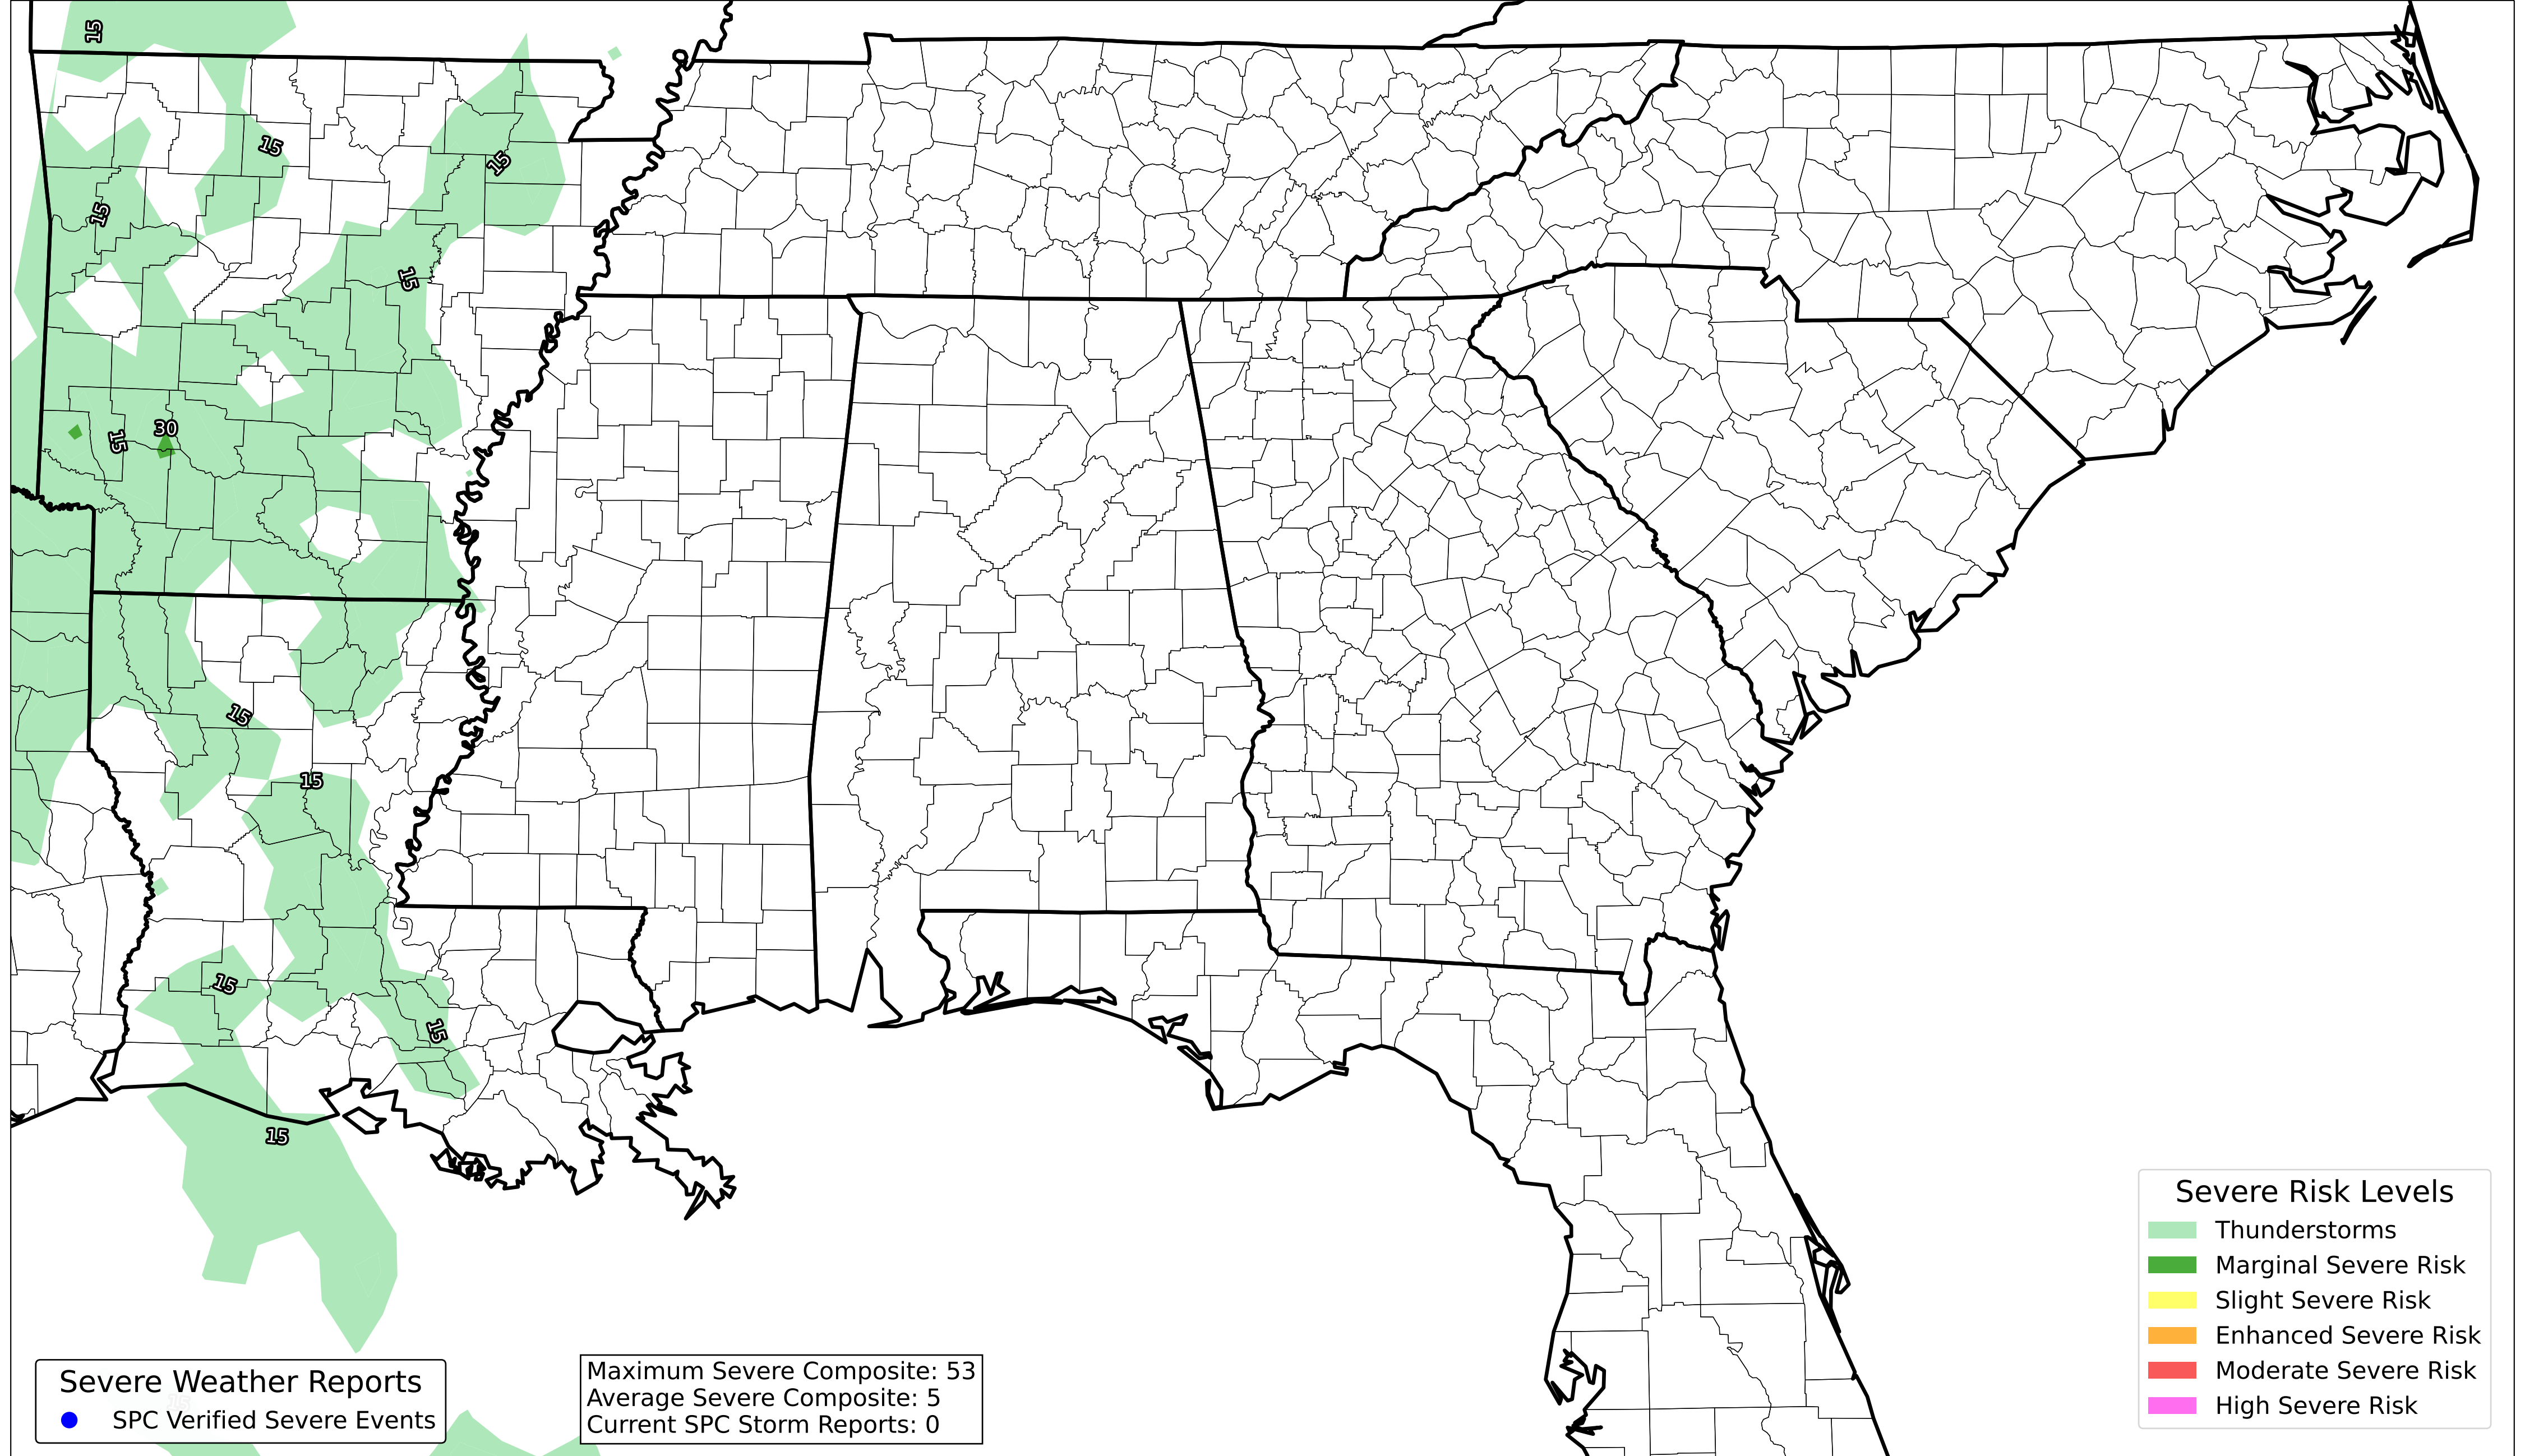 15
15
15
15
15
30
15
15
15
15
15
15
Severe Risk Levels
Thunderstorms
Marginal Severe Risk
Slight Severe Risk
Enhanced Severe Risk
Moderate Severe Risk
High Severe Risk
Severe Weather Reports
SPC Verified Severe Events
Maximum Severe Composite: 53
Average Severe Composite: 5
Current SPC Storm Reports: 0